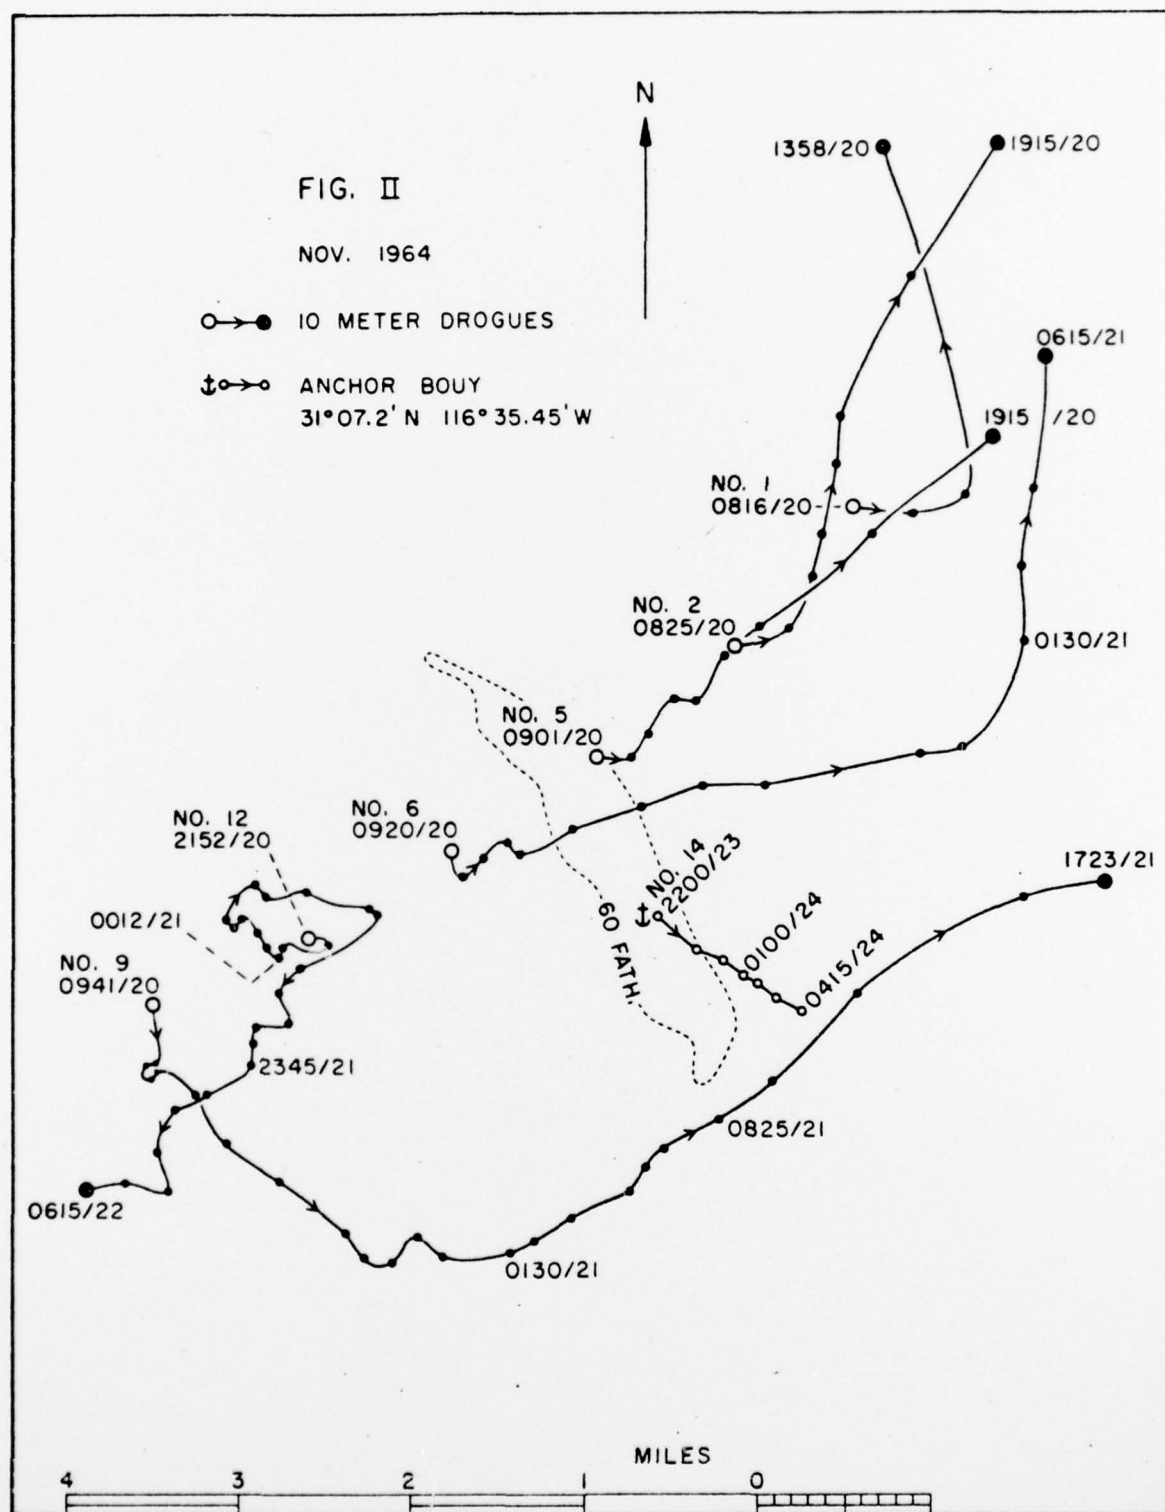 N
1358/20
1915/20
FIG. II
NOV. 1964
10 METER DROGUES
0615/21
ANCHOR BOUY
31°07.2'N 116°35.45'W
1915/20
NO. 1
0816/20
NO. 2
0825/20
0130/21
NO. 5
0901/20
NO. 6
0920/20
NO. 12
2152/20
NO. 14
2200/23
1723/21
0012/21
60 FATH.
0100/24
NO. 9
0941/20
0415/24
2345/21
0825/21
0615/22
0130/21
MILES
4 3 2 1 0